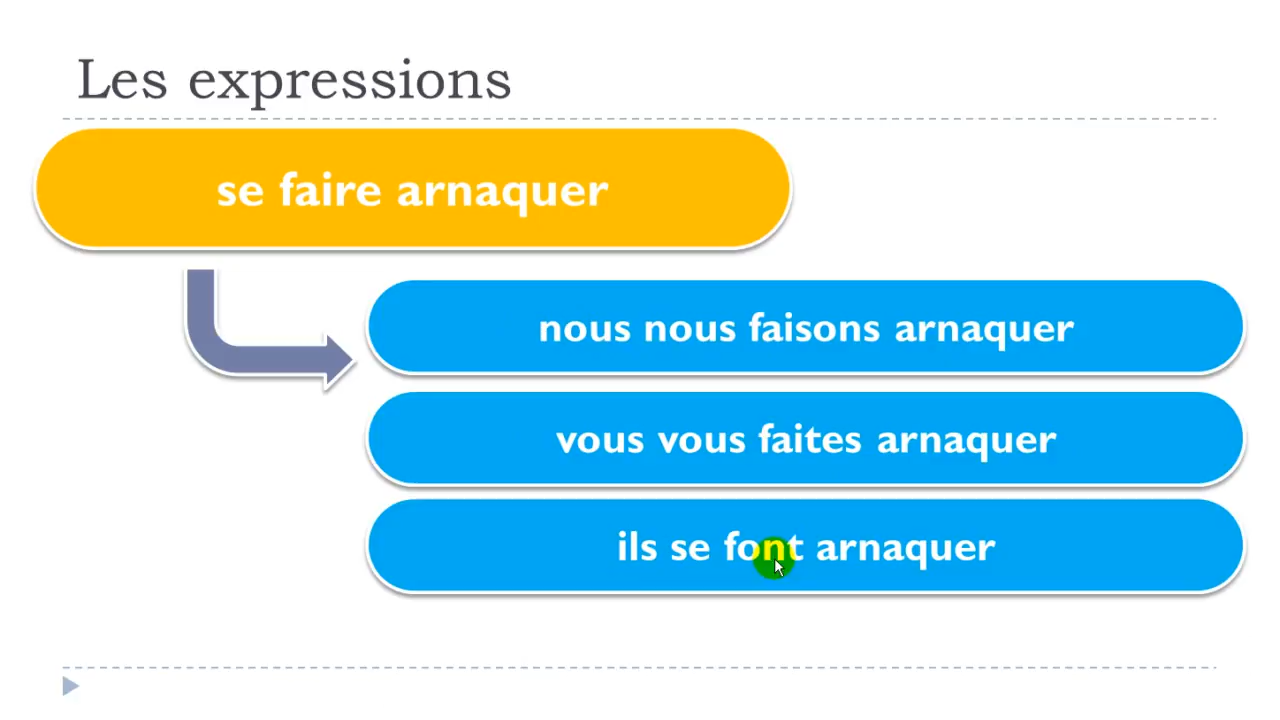 Les expressions
se faire arnaquer
nous nous faisons arnaquer
vous vous faites arnaquer
ils se font arnaquer